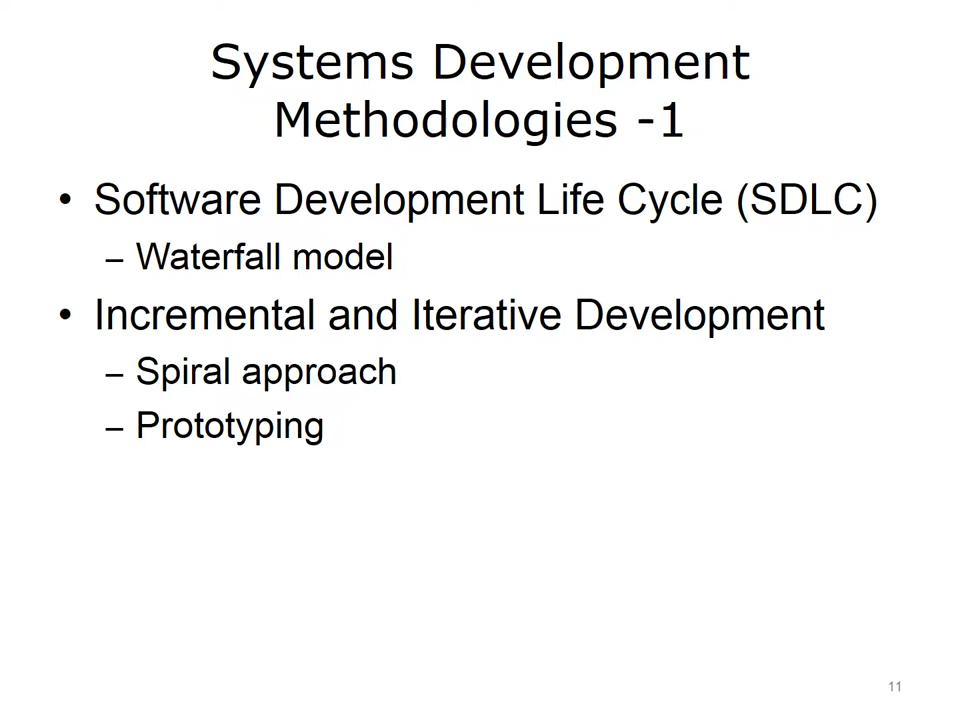 Systems Development
Methodologies -1
• Software Development Life Cycle (SDLC)
– Waterfall model
• Incremental and Iterative Development
– Spiral approach
– Prototyping
11